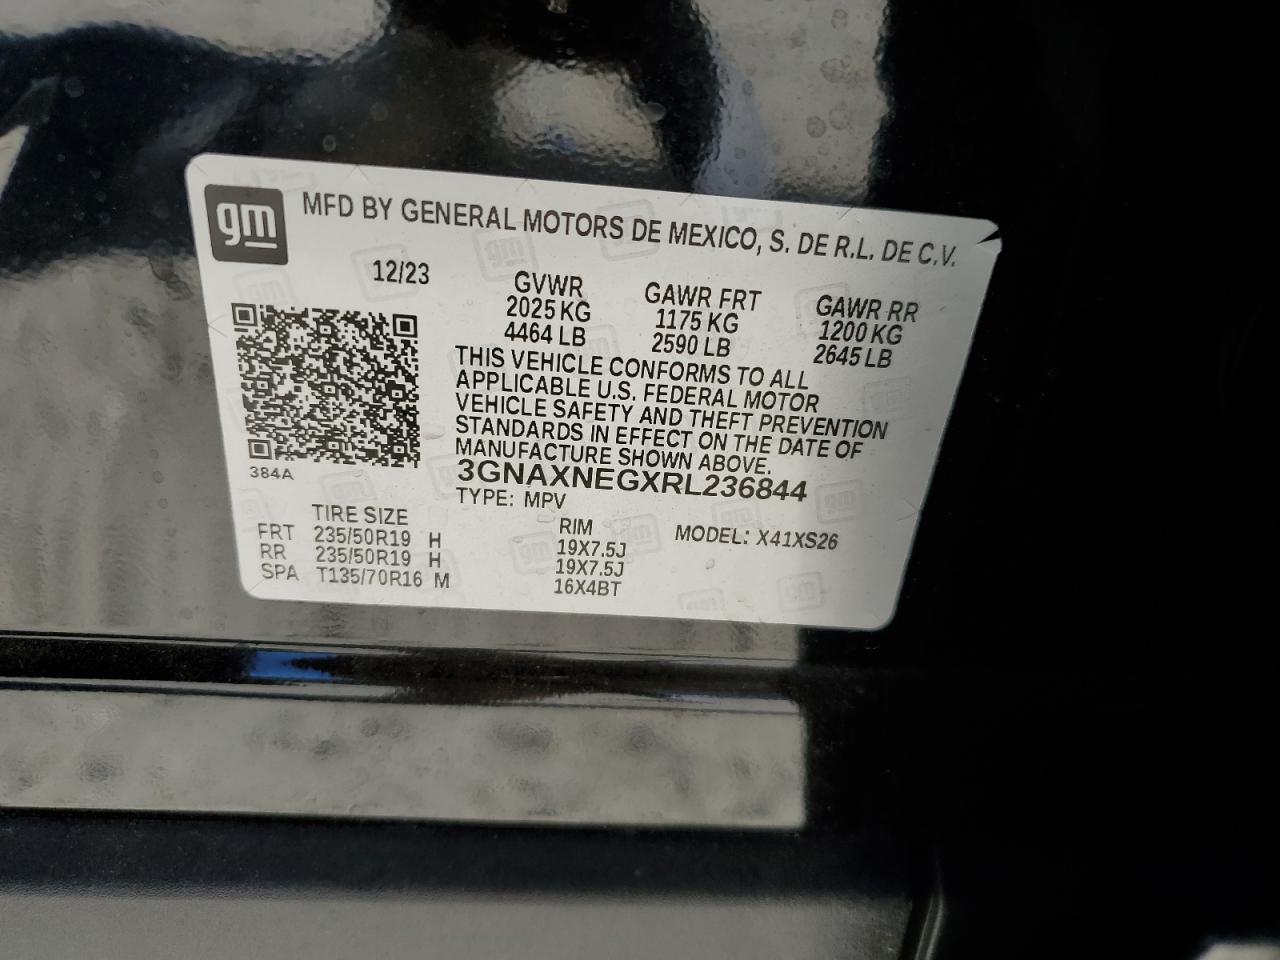 gm
MFD BY GENERAL MOTORS DE MEXICO, S. DE R.L. DE C.V.
12/23
GVWR GAWR FRT GAWR RR
2025 KG 1175 KG 1200 KG
4464 LB 2590 LB 2645 LB
THIS VEHICLE CONFORMS TO ALL
APPLICABLE U.S. FEDERAL MOTOR
VEHICLE SAFETY AND THEFT PREVENTION
STANDARDS IN EFFECT ON THE DATE OF
MANUFACTURE SHOWN ABOVE.
384A
3GNAXNEGXRL236844
TYPE: MPV
TIRE SIZE RIM MODEL: X41XS26
FRT 235/50R19 H 19X7.5J
RR 235/50R19 H 19X7.5J
SPA T135/70R16 M 16X4BT